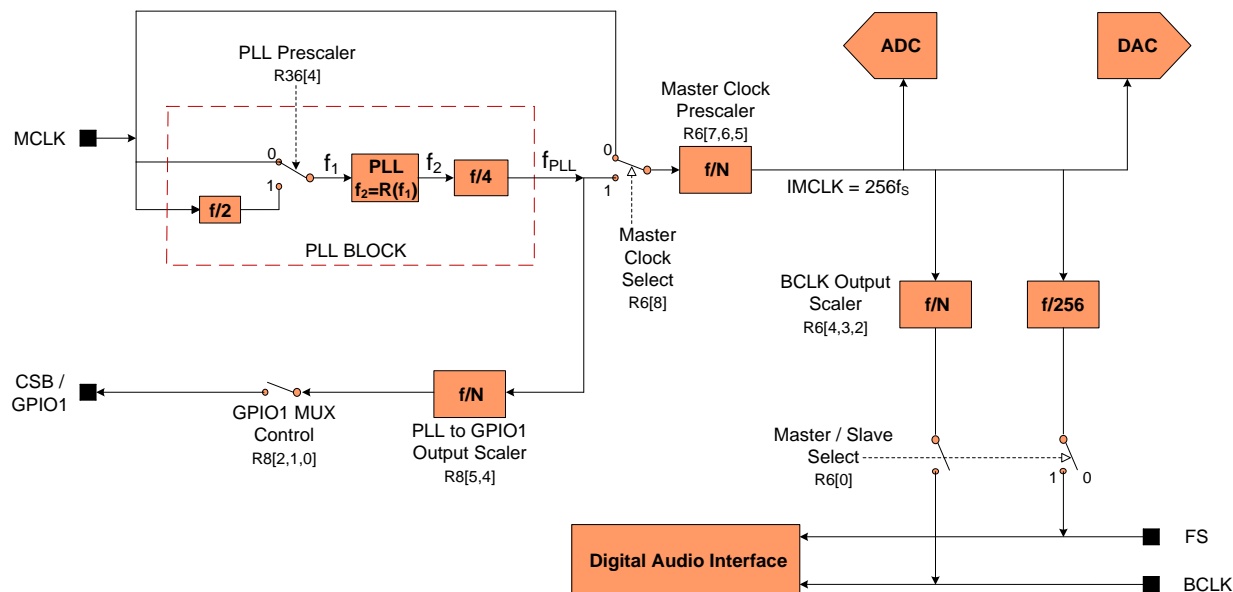 PLL Prescaler
R36[4]
MCLK
0
1
f/2
f1
PLL
f2=R(f1)
f2
f/4
fPLL
PLL BLOCK
0
1
Master Clock
Select
R6[8]
Master Clock
Prescaler
R6[7,6,5]
f/N
IMCLK = 256fS
ADC
DAC
BCLK Output
Scaler
R6[4,3,2]
f/N
f/256
CSB /
GPIO1
GPIO1 MUX
Control
R8[2,1,0]
f/N
PLL to GPIO1
Output Scaler
R8[5,4]
Master / Slave
Select
R6[0]
1
0
Digital Audio Interface
FS
BCLK